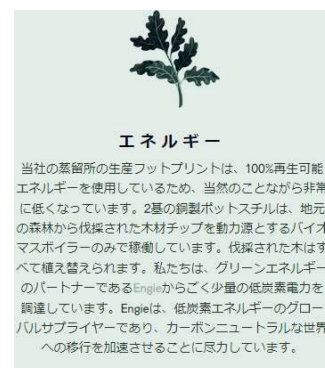 エネルギー
当社の蒸留所の生産フットプリントは、100%再生可能
エネルギーを使用しているため、当然のことながら非常
に低くなっています。2基の銅製ポットスチルは、地元
の森林から伐採された木材チップを動力源とするバイオ
マスボイラーのみで稼働しています。伐採された木はす
べて植え替えられます。私たちは、グリーンエネルギー
のパートナーであるEngieからごく少量の低炭素電力を
調達しています。Engieは、低炭素エネルギーのグロー
バルサプライヤーであり、カーボンニュートラルな世界
への移行を加速させることに尽力しています。